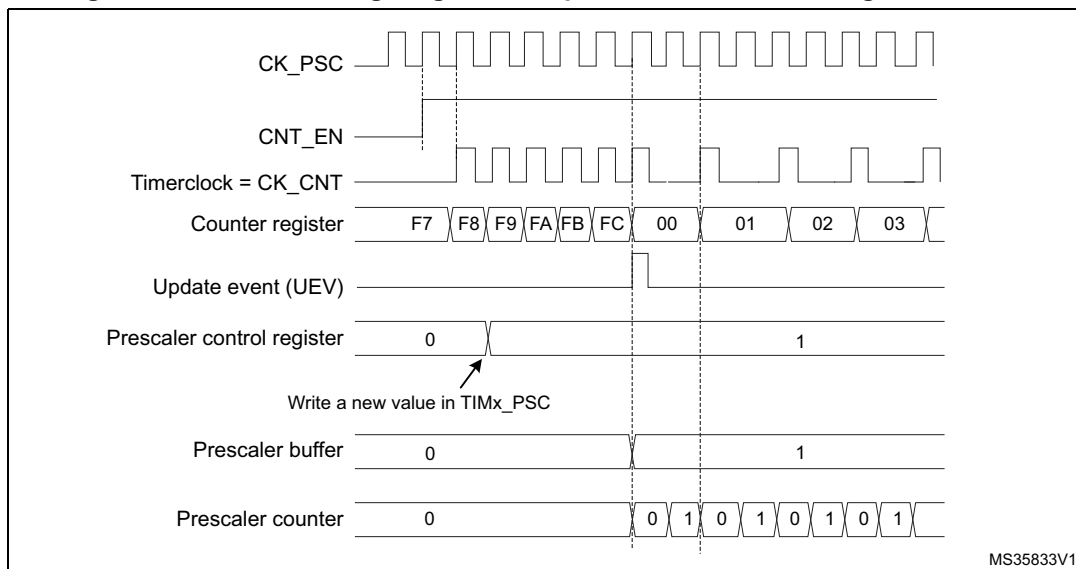 CK_PSC
CNT_EN
Timerclock = CK_CNT
Counter register F7 F8 F9 FA FB FC 00 01 02 03
Update event (UEV)
Prescaler control register 0 1
Write a new value in TIMx_PSC
Prescaler buffer 0 1
Prescaler counter 0 0 1 0 1 0 1 0 1
MS35833V1